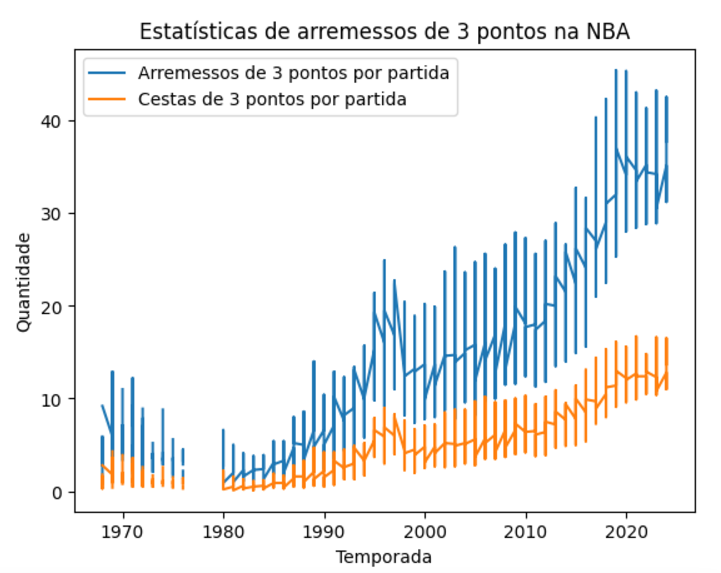 Estatísticas de arremessos de 3 pontos na NBA
Arremessos de 3 pontos por partida
Cestas de 3 pontos por partida
Quantidade
40
30
20
10
0
1970 1980 1990 2000 2010 2020
Temporada